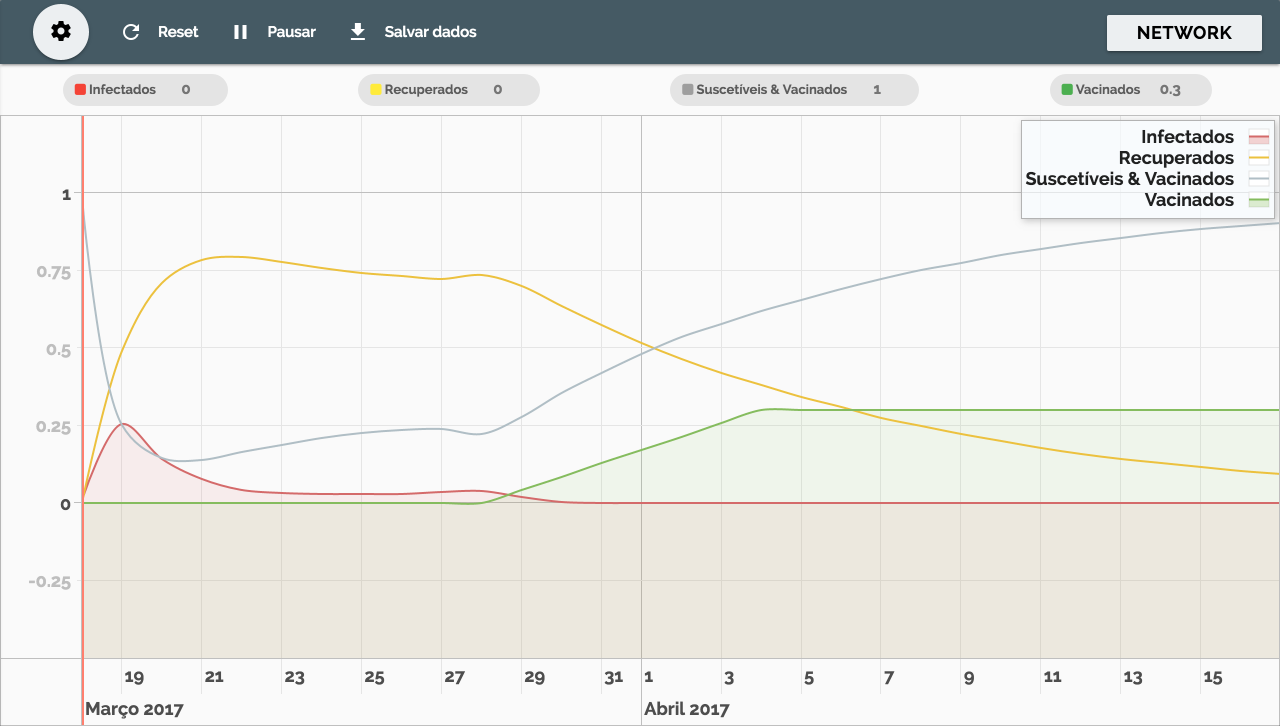 Reset Pausar Salvar dados NETWORK
Infectados 0 Recuperados 0 Suscetíveis & Vacinados 1 Vacinados 0.3
Infectados
Recuperados
Suscetíveis & Vacinados
Vacinados
1
0.75
0.5
0.25
0
-0.25
19 21 23 25 27 29 31 1 3 5 7 9 11 13 15
Março 2017 Abril 2017